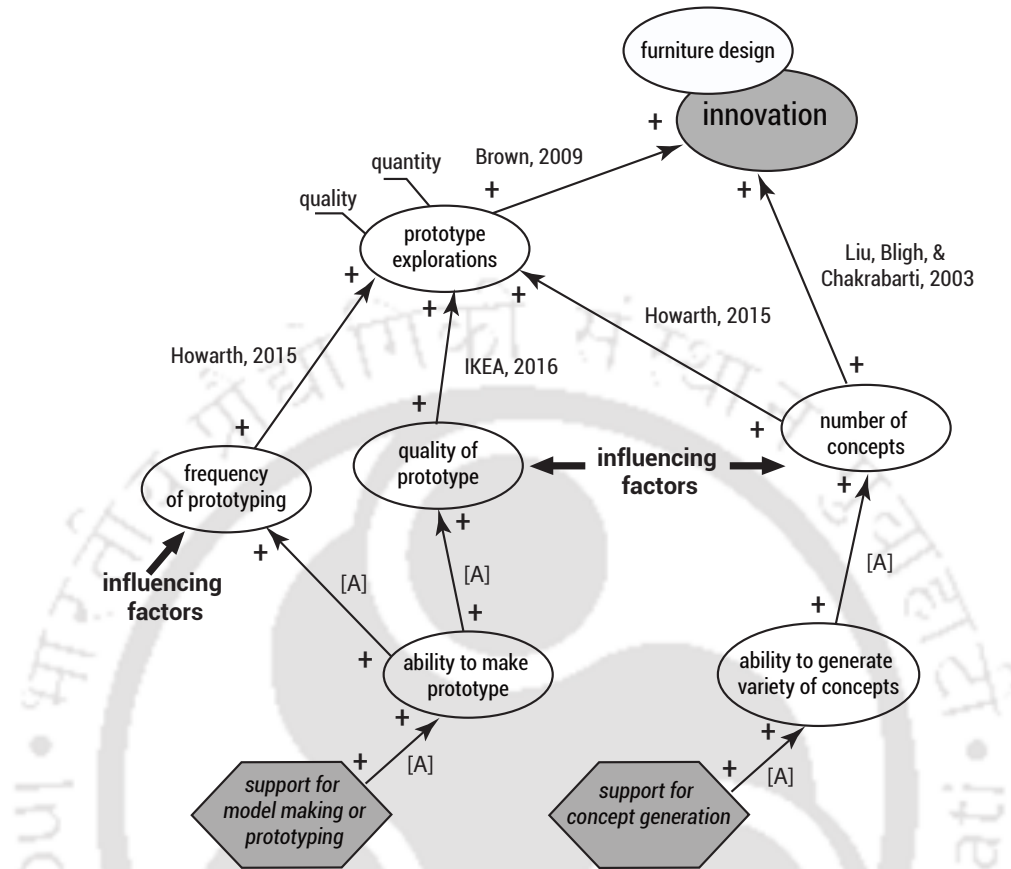 furniture design
innovation
+
+
Brown, 2009
quantity
+
quality
prototype
explorations
Liu, Bligh, &
Chakrabarti, 2003
+
+
+
Howarth, 2015
Howarth, 2015
IKEA, 2016
+
+
+
+
number of
concepts
quality of
prototype
influencing
factors
frequency
of prototyping
+
+
+
influencing
factors
[A]
[A]
[A]
+
+
+
ability to make
prototype
ability to generate
variety of concepts
+
+
+
[A]
+
[A]
support for
model making or
prototyping
support for
concept generation